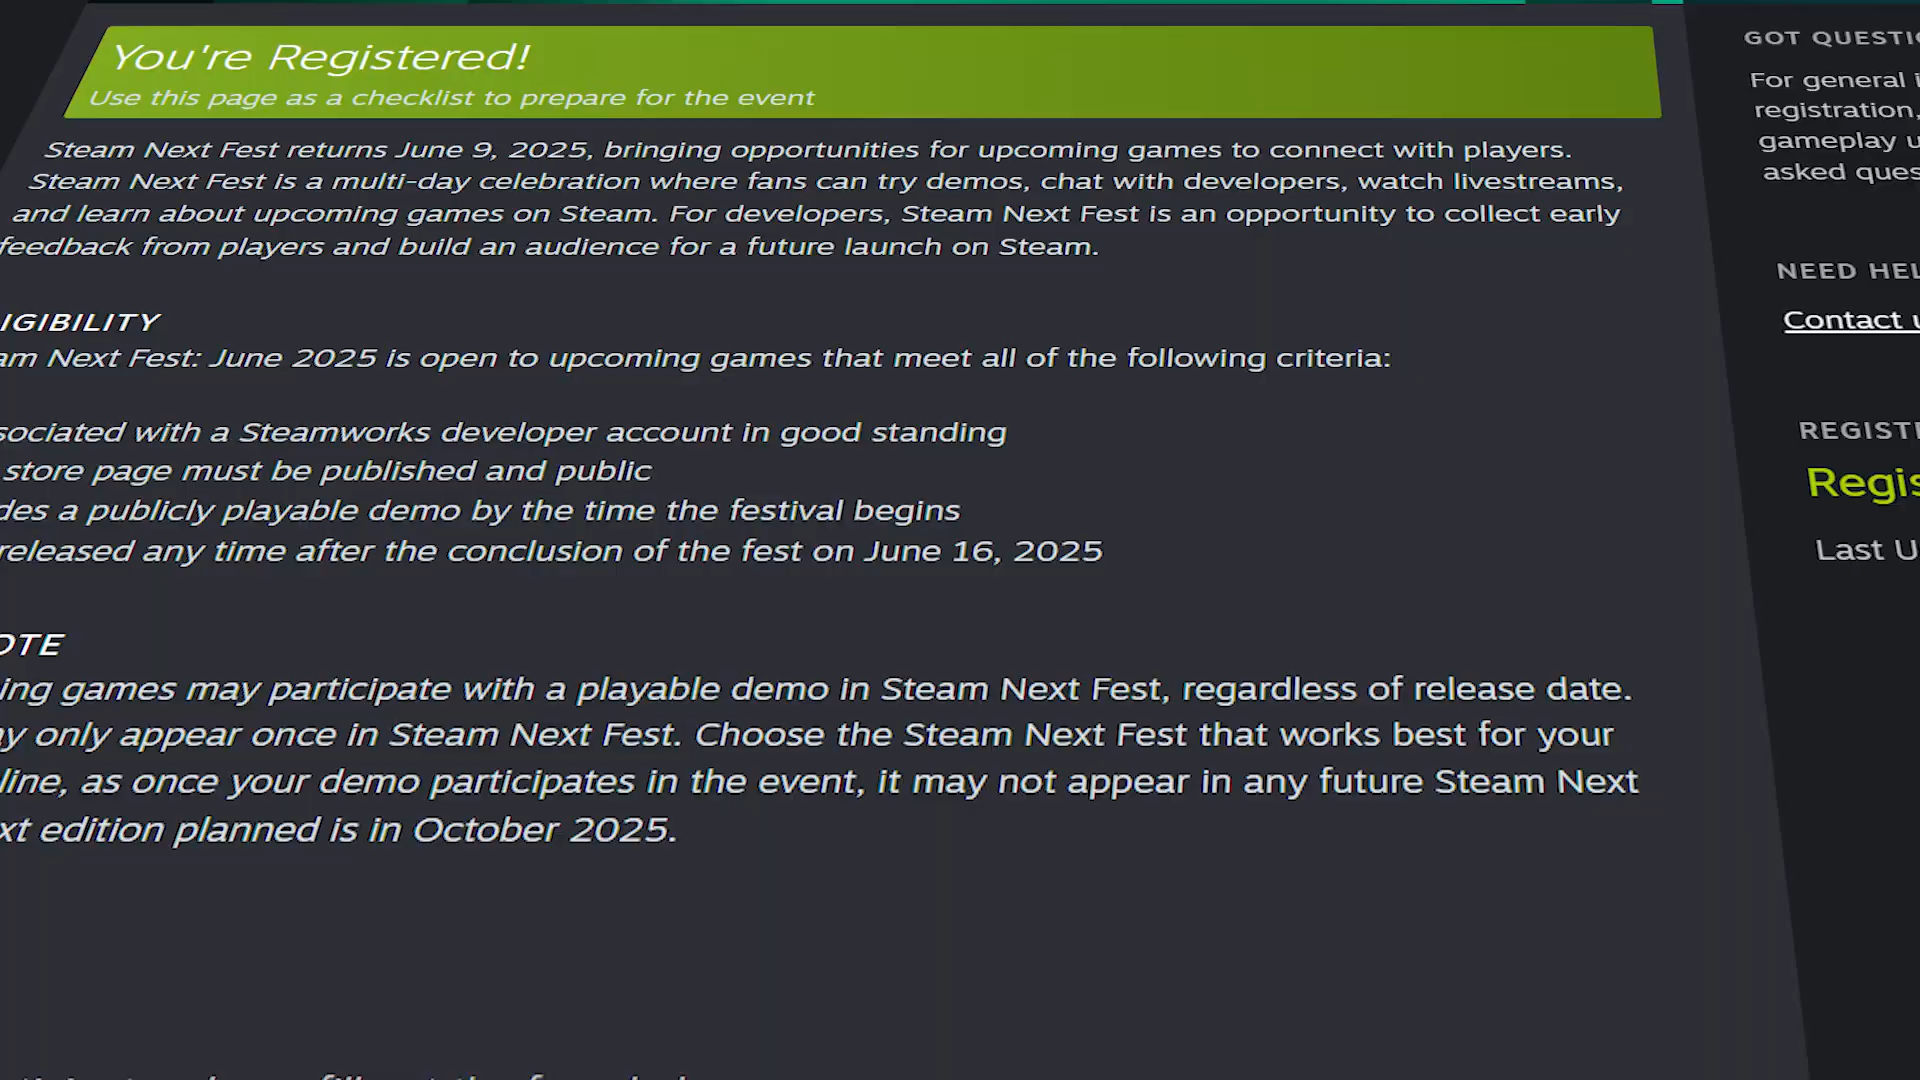 You're Registered!
Use this page as a checklist to prepare for the event
Steam Next Fest returns June 9, 2025, bringing opportunities for upcoming games to connect with players.
Steam Next Fest is a multi-day celebration where fans can try demos, chat with developers, watch livestreams,
and learn about upcoming games on Steam. For developers, Steam Next Fest is an opportunity to collect early
feedback from players and build an audience for a future launch on Steam.
IGIBILITY
am Next Fest: June 2025 is open to upcoming games that meet all of the following criteria:
sociated with a Steamworks developer account in good standing
store page must be published and public
des a publicly playable demo by the time the festival begins
released any time after the conclusion of the fest on June 16, 2025
OTE
ing games may participate with a playable demo in Steam Next Fest, regardless of release date.
ay only appear once in Steam Next Fest. Choose the Steam Next Fest that works best for your
line, as once your demo participates in the event, it may not appear in any future Steam Next
xt edition planned is in October 2025.
GOT QUESTIO
For general i
registration,
gameplay u
asked ques
NEED HEL
Contact u
REGISTR
Regis
Last U